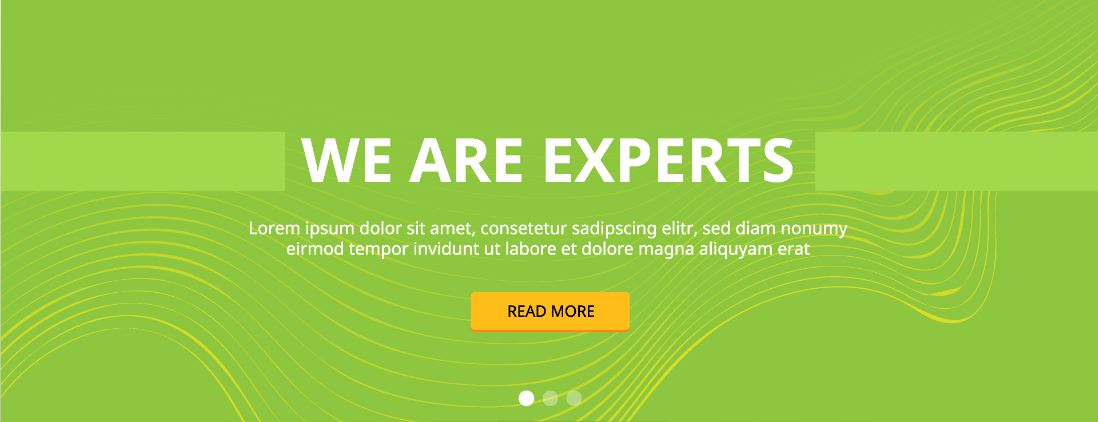 WE ARE EXPERTS
Lorem ipsum dolor sit amet, consetetur sadipscing elitr, sed diam nonumy
eirmod tempor invidunt ut labore et dolore magna aliquyam erat
READ MORE